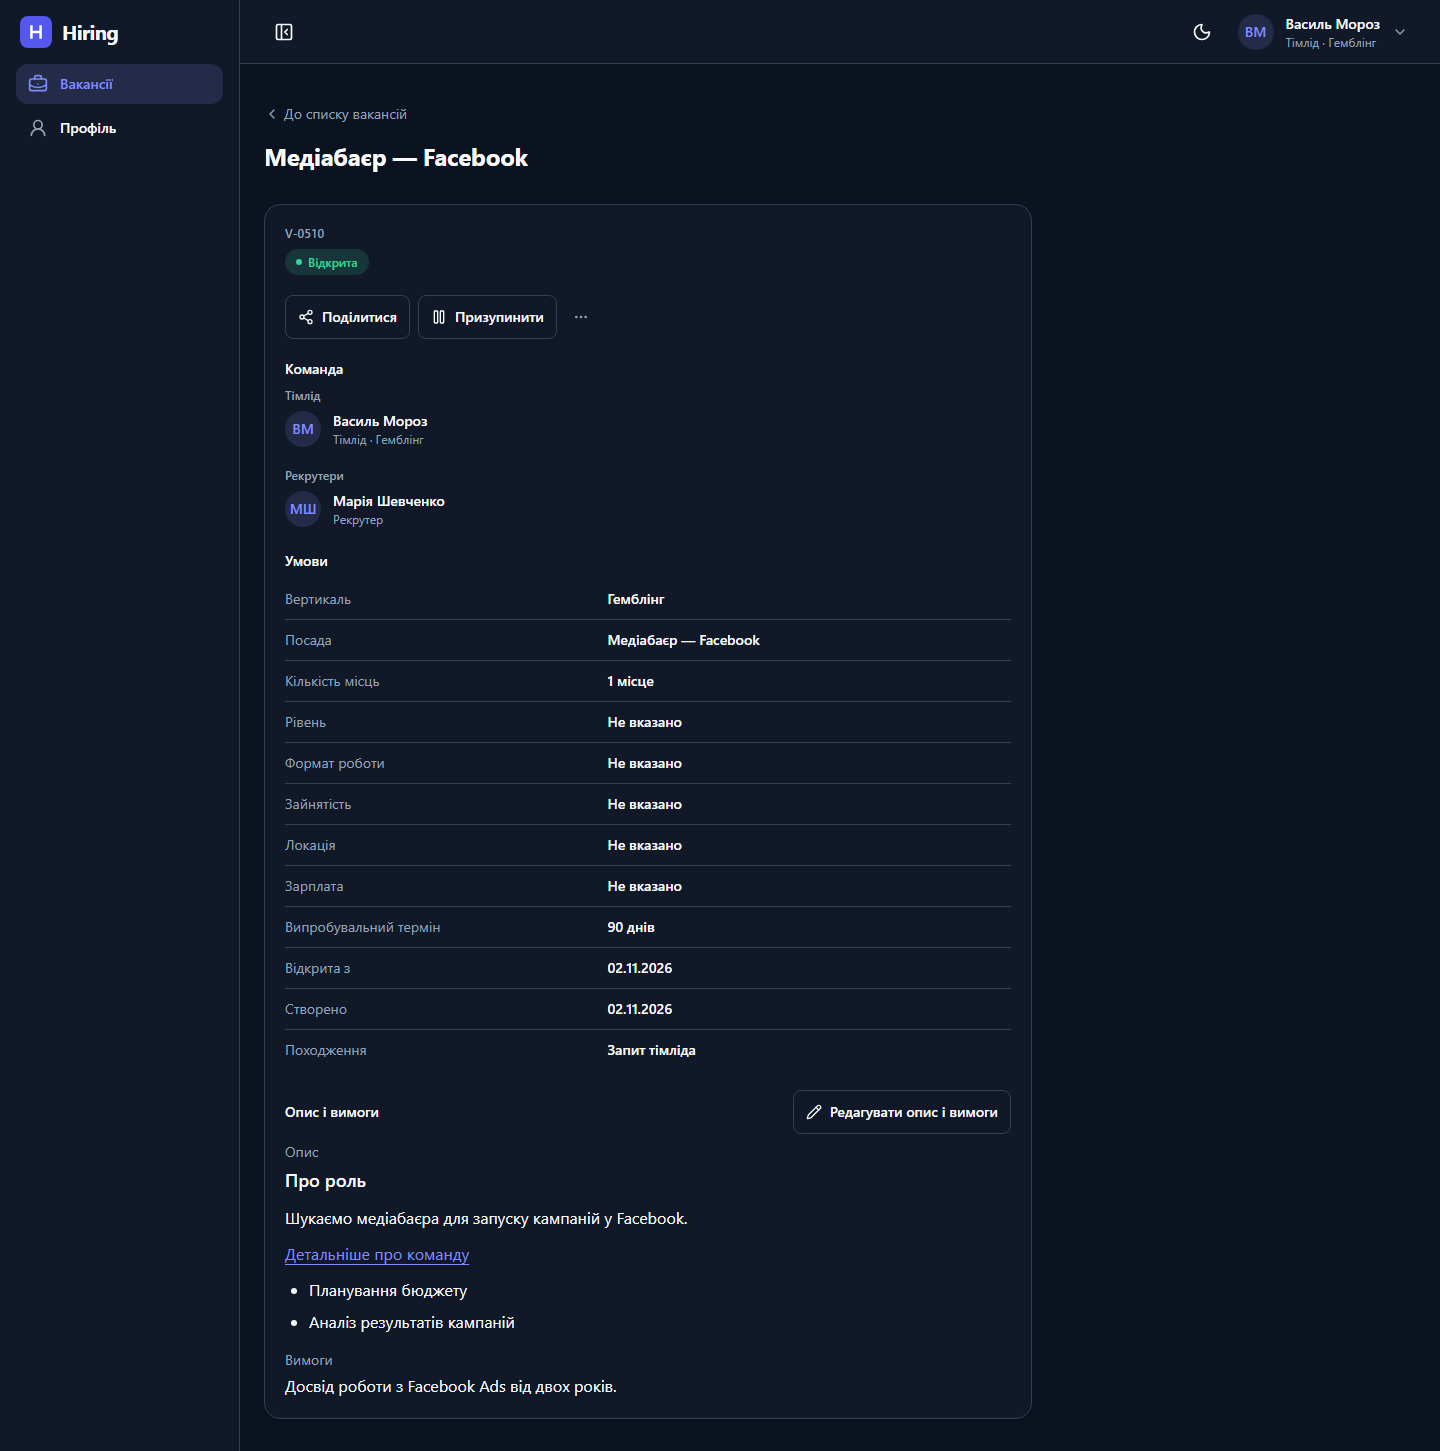 H Hiring
Вакансії
Профіль
ВМ
Василь Мороз
Тімлід · Гемблінг
До списку вакансій
Медіабаєр — Facebook
V-0510
Відкрита
Поділитися
Призупинити
Команда
Тімлід
ВМ
Василь Мороз
Тімлід · Гемблінг
Рекрутери
МШ
Марія Шевченко
Рекрутер
Умови
Вертикаль Гемблінг
Посада Медіабаєр — Facebook
Кількість місць 1 місце
Рівень Не вказано
Формат роботи Не вказано
Зайнятість Не вказано
Локація Не вказано
Зарплата Не вказано
Випробувальний термін 90 днів
Відкрита з 02.11.2026
Створено 02.11.2026
Походження Запит тімліда
Опис і вимоги
Редагувати опис і вимоги
Опис
Про роль
Шукаємо медіабаєра для запуску кампаній у Facebook.
Детальніше про команду
• Планування бюджету
• Аналіз результатів кампаній
Вимоги
Досвід роботи з Facebook Ads від двох років.